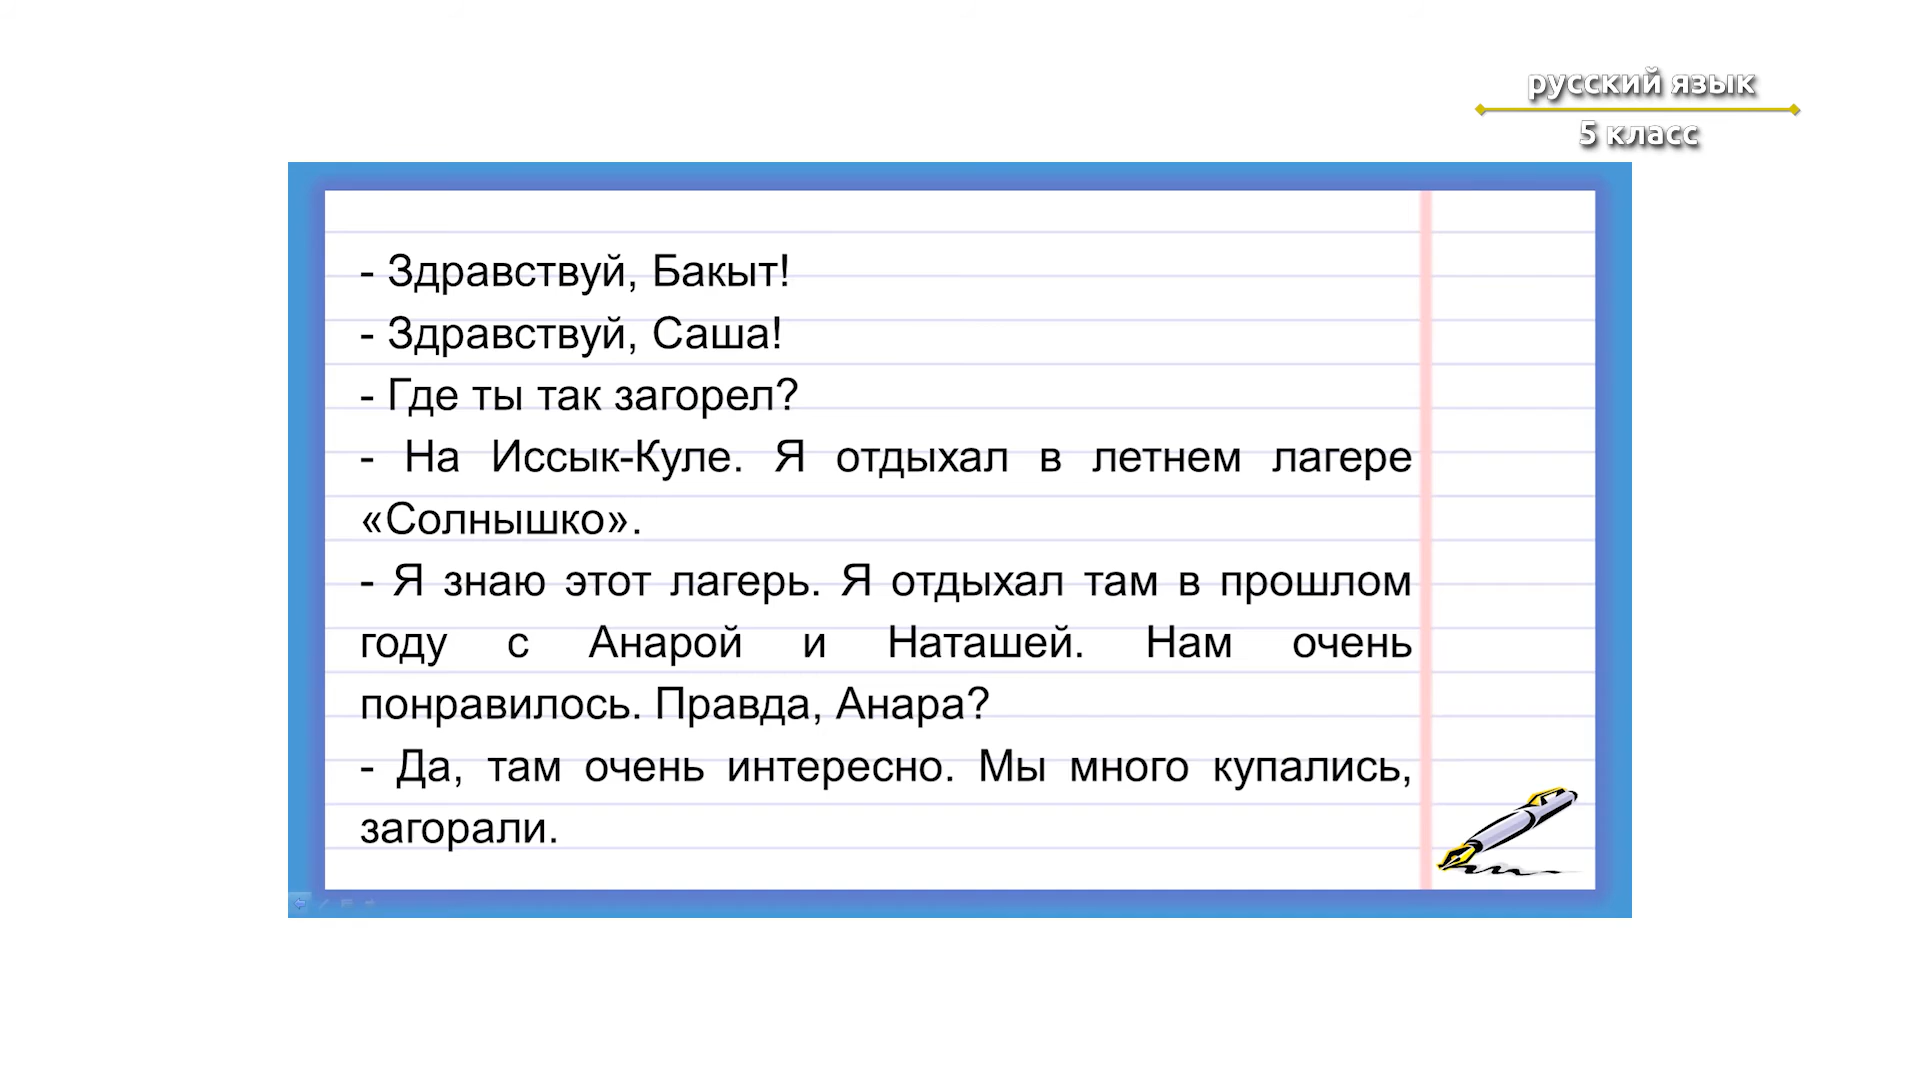 русский язык
5 класс
- Здравствуй, Бакыт!
- Здравствуй, Саша!
- Где ты так загорел?
- На Иссык-Куле. Я отдыхал в летнем лагере
«Солнышко».
- Я знаю этот лагерь. Я отдыхал там в прошлом
году с Анарой и Наташей. Нам очень
понравилось. Правда, Анара?
- Да, там очень интересно. Мы много купались,
загорали.